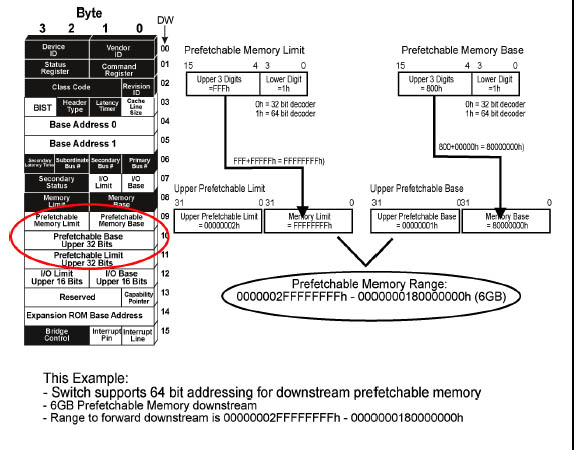 Byte
3 2 1 0 DW
Device ID Vendor ID 00
Status Register Command Register 01
Class Code Revision ID 02
BIST Header Type Latency Timer Cache Line Size 03
Base Address 0 04
Base Address 1 05
Secondary Latency Time Subordinate Bus # Secondary Bus # Primary Bus # 06
Secondary Status I/O Limit I/O Base 07
Memory Limit Memory Base 08
Prefetchable Memory Limit Prefetchable Memory Base 09
Prefetchable Base Upper 32 Bits 10
Prefetchable Limit Upper 32 Bits 11
I/O Limit Upper 16 Bits I/O Base Upper 16 Bits 12
Reserved Capability Pointer 13
Expansion ROM Base Address 14
Bridge Control Interrupt Pin Interrupt Line 15
Prefetchable Memory Limit
15 4 3 0
Upper 3 Digits =FFFh Lower Digit =1h
0h = 32 bit decoder
1h = 64 bit decoder
FFF+FFFFFh = FFFFFFFFh)
Prefetchable Memory Base
15 4 3 0
Upper 3 Digits = 800h Lower Digit =1h
0h = 32 bit decoder
1h = 64 bit decoder
800+00000h = 80000000h)
Upper Prefetchable Limit
31 0 31 0
Upper Prefetchable Limit = 00000002h Memory Limit = FFFFFFFFh
Upper Prefetchable Base
31 0 31 0
Upper Prefetchable Base = 00000001h Memory Base = 80000000h
Prefetchable Memory Range:
0000002FFFFFFFFh - 0000000180000000h (6GB)
This Example:
- Switch supports 64 bit addressing for downstream prefetchable memory
- 6GB Prefetchable Memory downstream
- Range to forward downstream is 00000002FFFFFFFFh - 0000000180000000h